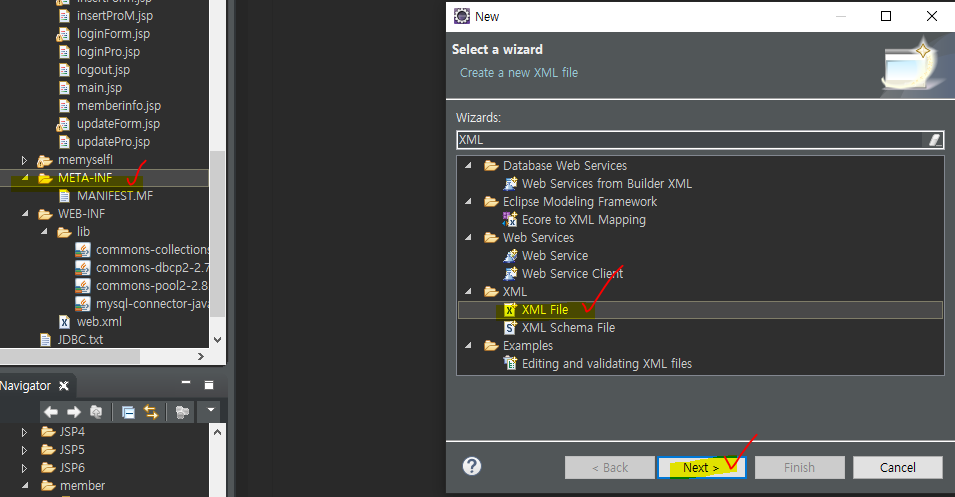 insertProM.jsp
loginForm.jsp
loginPro.jsp
logout.jsp
main.jsp
memberinfo.jsp
updateForm.jsp
updatePro.jsp
memyselfI
META-INF
MANIFEST.MF
WEB-INF
lib
commons-collections
commons-dbcp2-2.7
commons-pool2-2.8
mysql-connector-java
web.xml
JDBC.txt
Navigator
JSP4
JSP5
JSP6
member
New
Select a wizard
Create a new XML file
Wizards:
XML
Database Web Services
Web Services from Builder XML
Eclipse Modeling Framework
Ecore to XML Mapping
Web Services
Web Service
Web Service Client
XML
XML File
XML Schema File
Examples
Editing and validating XML files
< Back
Next >
Finish
Cancel